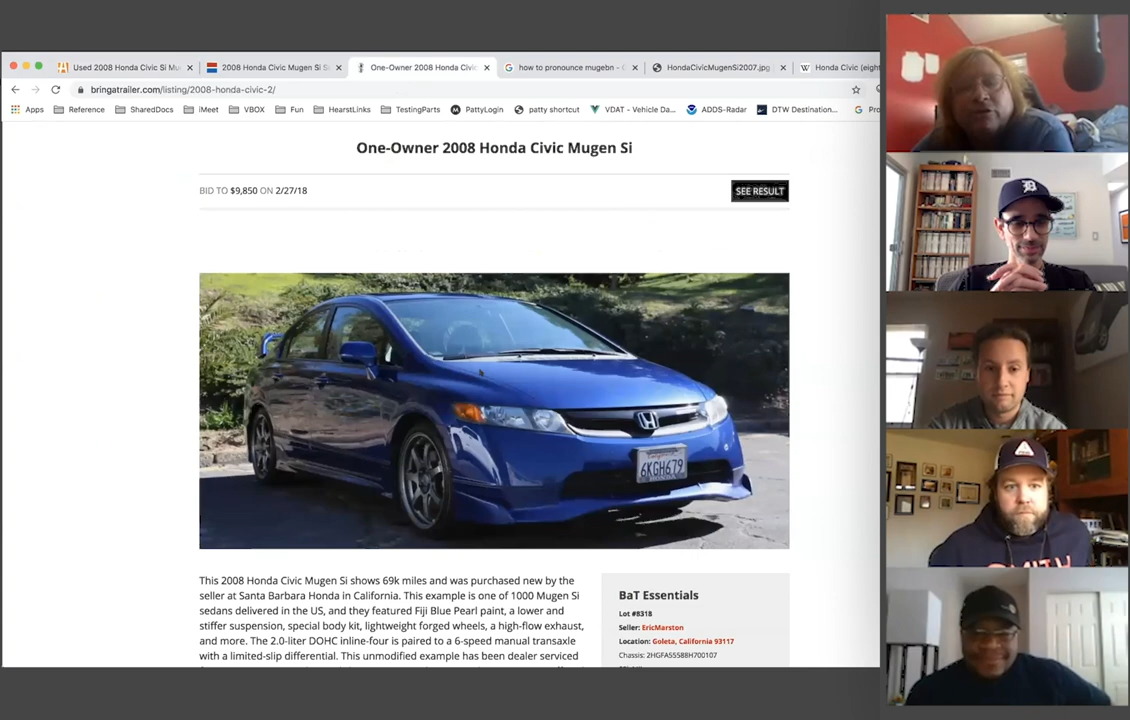 Used 2008 Honda Civic Si Mu
2008 Honda Civic Mugen Si S
One-Owner 2008 Honda Civic
how to pronounce mugebn - G
HondaCivicMugenSi2007.jpg
Honda Civic (eight
bringatrailer.com/listing/2008-honda-civic-2/
Apps
Reference
SharedDocs
iMeet
VBOX
Fun
HearstLinks
TestingParts
PattyLogin
patty shortcut
VDAT - Vehicle Da...
ADDS-Radar
DTW Destination...
One-Owner 2008 Honda Civic Mugen Si
BID TO $9,850 ON 2/27/18
SEE RESULT
California
6KGH679
HONDA
This 2008 Honda Civic Mugen Si shows 69k miles and was purchased new by the
seller at Santa Barbara Honda in California. This example is one of 1000 Mugen Si
sedans delivered in the US, and they featured Fiji Blue Pearl paint, a lower and
stiffer suspension, special body kit, lightweight forged wheels, a high-flow exhaust,
and more. The 2.0-liter DOHC inline-four is paired to a 6-speed manual transaxle
with a limited-slip differential. This unmodified example has been dealer serviced
BaT Essentials
Lot #8318
Seller: EricMarston
Location: Goleta, California 93117
Chassis: 2HGFA55588H700107
D